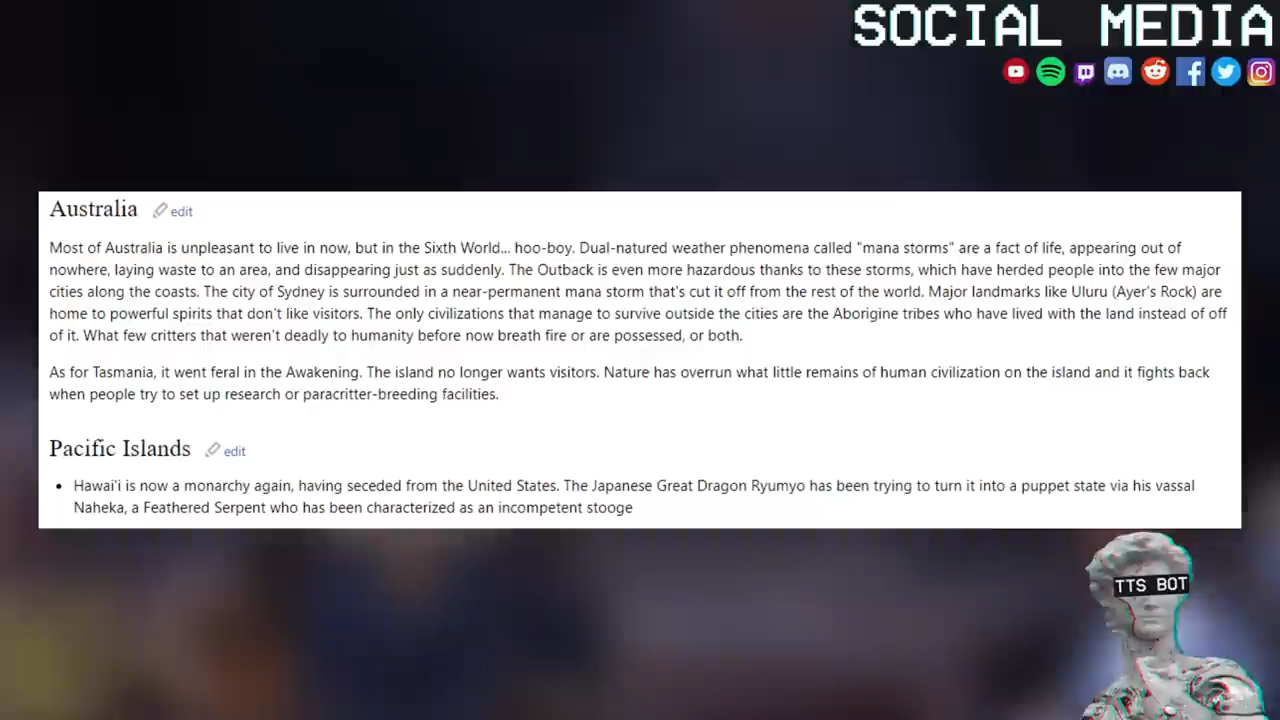 SOCIAL MEDIA
Australia edit
Most of Australia is unpleasant to live in now, but in the Sixth World... hoo-boy. Dual-natured weather phenomena called "mana storms" are a fact of life, appearing out of
nowhere, laying waste to an area, and disappearing just as suddenly. The Outback is even more hazardous thanks to these storms, which have herded people into the few major
cities along the coasts. The city of Sydney is surrounded in a near-permanent mana storm that's cut it off from the rest of the world. Major landmarks like Uluru (Ayer's Rock) are
home to powerful spirits that don't like visitors. The only civilizations that manage to survive outside the cities are the Aborigine tribes who have lived with the land instead of off
of it. What few critters that weren't deadly to humanity before now breath fire or are possessed, or both.
As for Tasmania, it went feral in the Awakening. The island no longer wants visitors. Nature has overrun what little remains of human civilization on the island and it fights back
when people try to set up research or paracritter-breeding facilities.
Pacific Islands edit
• Hawai'i is now a monarchy again, having seceded from the United States. The Japanese Great Dragon Ryumyo has been trying to turn it into a puppet state via his vassal
Naheka, a Feathered Serpent who has been characterized as an incompetent stooge
TTS BOT